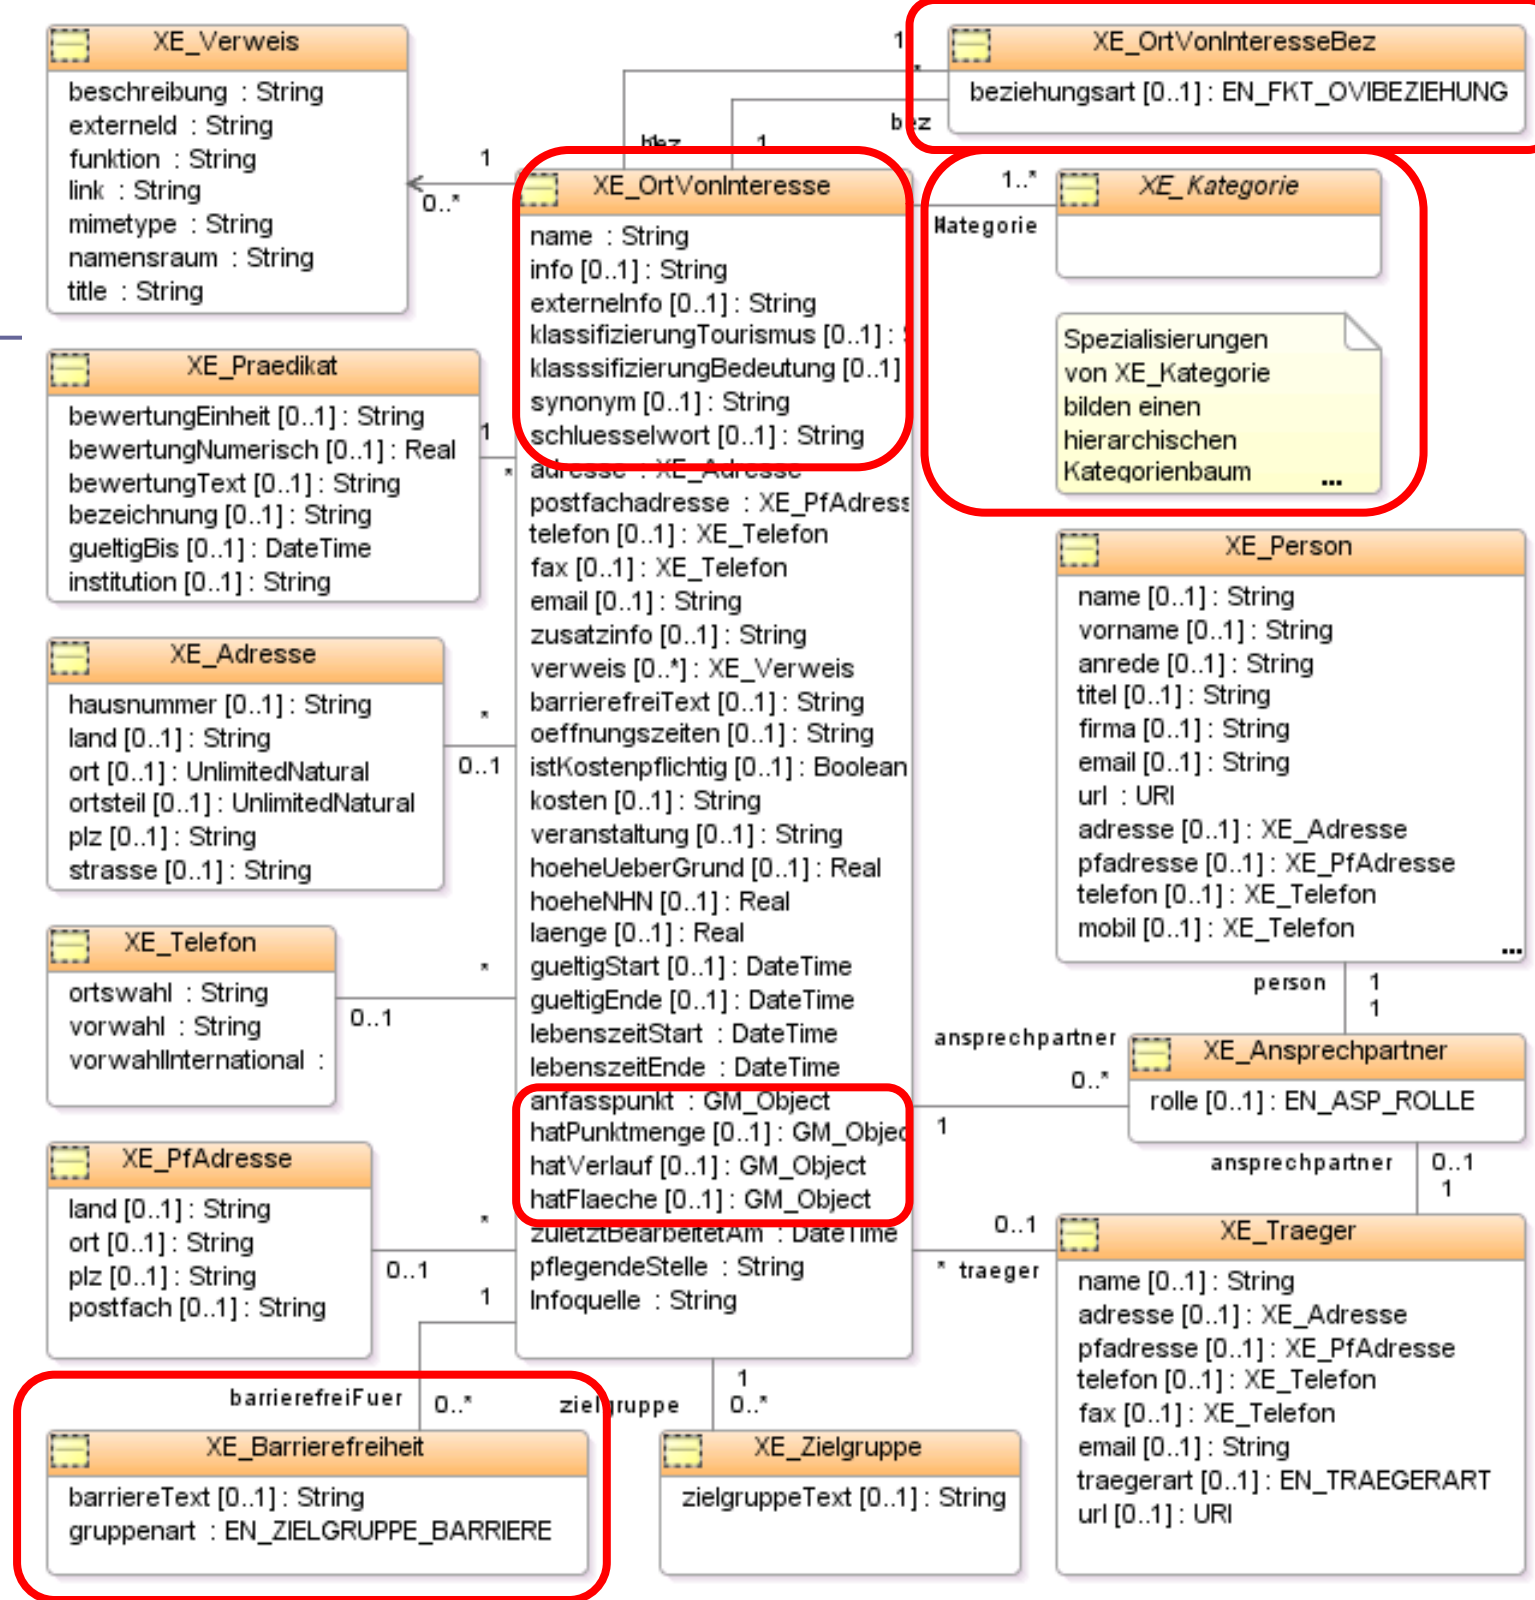 XE_Verweis
beschreibung : String
externeId : String
funktion : String
link : String
mimetype : String
namensraum : String
title : String
1
0..*
1
*
bez
1
bez
XE_OrtVonInteresseBez
beziehungsart [0..1] : EN_FKT_OVIBEZIEHUNG
XE_OrtVonInteresse
name : String
info [0..1] : String
externeInfo [0..1] : String
klassifizierungTourismus [0..1] :
klasssifizierungBedeutung [0..1]
synonym [0..1] : String
schluesselwort [0..1] : String
adresse : XE_Adresse
postfachadresse : XE_PfAdress
telefon [0..1] : XE_Telefon
fax [0..1] : XE_Telefon
email [0..1] : String
zusatzinfo [0..1] : String
verweis [0..*] : XE_Verweis
barrierefreiText [0..1] : String
oeffnungszeiten [0..1] : String
istKostenpflichtig [0..1] : Boolean
kosten [0..1] : String
veranstaltung [0..1] : String
hoeheUeberGrund [0..1] : Real
hoeheNHN [0..1] : Real
laenge [0..1] : Real
gueltigStart [0..1] : DateTime
gueltigEnde [0..1] : DateTime
lebenszeitStart : DateTime
lebenszeitEnde : DateTime
anfasspunkt : GM_Object
hatPunktmenge [0..1] : GM_Objec
hatVerlauf [0..1] : GM_Object
hatFlaeche [0..1] : GM_Object
zuletztBearbeitetAm : DateTime
pflegendeStelle : String
Infoquelle : String
1..*
Kategorie
XE_Kategorie
Spezialisierungen
von XE_Kategorie
bilden einen
hierarchischen
Kategorienbaum
...
XE_Praedikat
bewertungEinheit [0..1] : String
bewertungNumerisch [0..1] : Real
bewertungText [0..1] : String
bezeichnung [0..1] : String
gueltigBis [0..1] : DateTime
institution [0..1] : String
1
*
XE_Adresse
hausnummer [0..1] : String
land [0..1] : String
ort [0..1] : UnlimitedNatural
ortsteil [0..1] : UnlimitedNatural
plz [0..1] : String
strasse [0..1] : String
*
0..1
XE_Telefon
ortswahl : String
vorwahl : String
vorwahlInternational :
*
0..1
XE_PfAdresse
land [0..1] : String
ort [0..1] : String
plz [0..1] : String
postfach [0..1] : String
*
0..1
1
barrierefreiFuer
0..*
XE_Barrierefreiheit
barriereText [0..1] : String
gruppenart : EN_ZIELGRUPPE_BARRIERE
1
zielgruppe
0..*
XE_Zielgruppe
zielgruppeText [0..1] : String
XE_Person
name [0..1] : String
vorname [0..1] : String
anrede [0..1] : String
titel [0..1] : String
firma [0..1] : String
email [0..1] : String
url : URI
adresse [0..1] : XE_Adresse
pfadresse [0..1] : XE_PfAdresse
telefon [0..1] : XE_Telefon
mobil [0..1] : XE_Telefon
...
person
1
1
ansprechpartner
0..*
1
XE_Ansprechpartner
rolle [0..1] : EN_ASP_ROLLE
ansprechpartner
0..1
1
0..1
* traeger
XE_Traeger
name [0..1] : String
adresse [0..1] : XE_Adresse
pfadresse [0..1] : XE_PfAdresse
telefon [0..1] : XE_Telefon
fax [0..1] : XE_Telefon
email [0..1] : String
traegerart [0..1] : EN_TRAEGERART
url [0..1] : URI